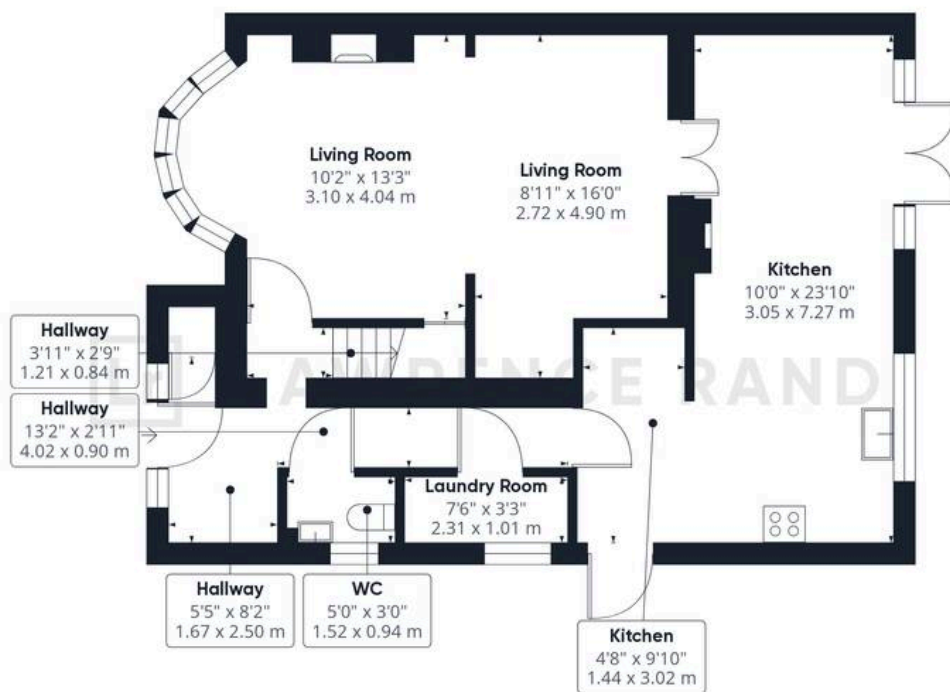 Living Room
10'2" x 13'3"
3.10 x 4.04 m
Living Room
8'11" x 16'0"
2.72 x 4.90 m
Kitchen
10'0" x 23'10"
3.05 x 7.27 m
Hallway
3'11" x 2'9"
1.21 x 0.84 m
LAWRENCE RAND
Hallway
13'2" x 2'11"
4.02 x 0.90 m
Laundry Room
7'6" x 3'3"
2.31 x 1.01 m
Hallway
5'5" x 8'2"
1.67 x 2.50 m
WC
5'0" x 3'0"
1.52 x 0.94 m
Kitchen
4'8" x 9'10"
1.44 x 3.02 m